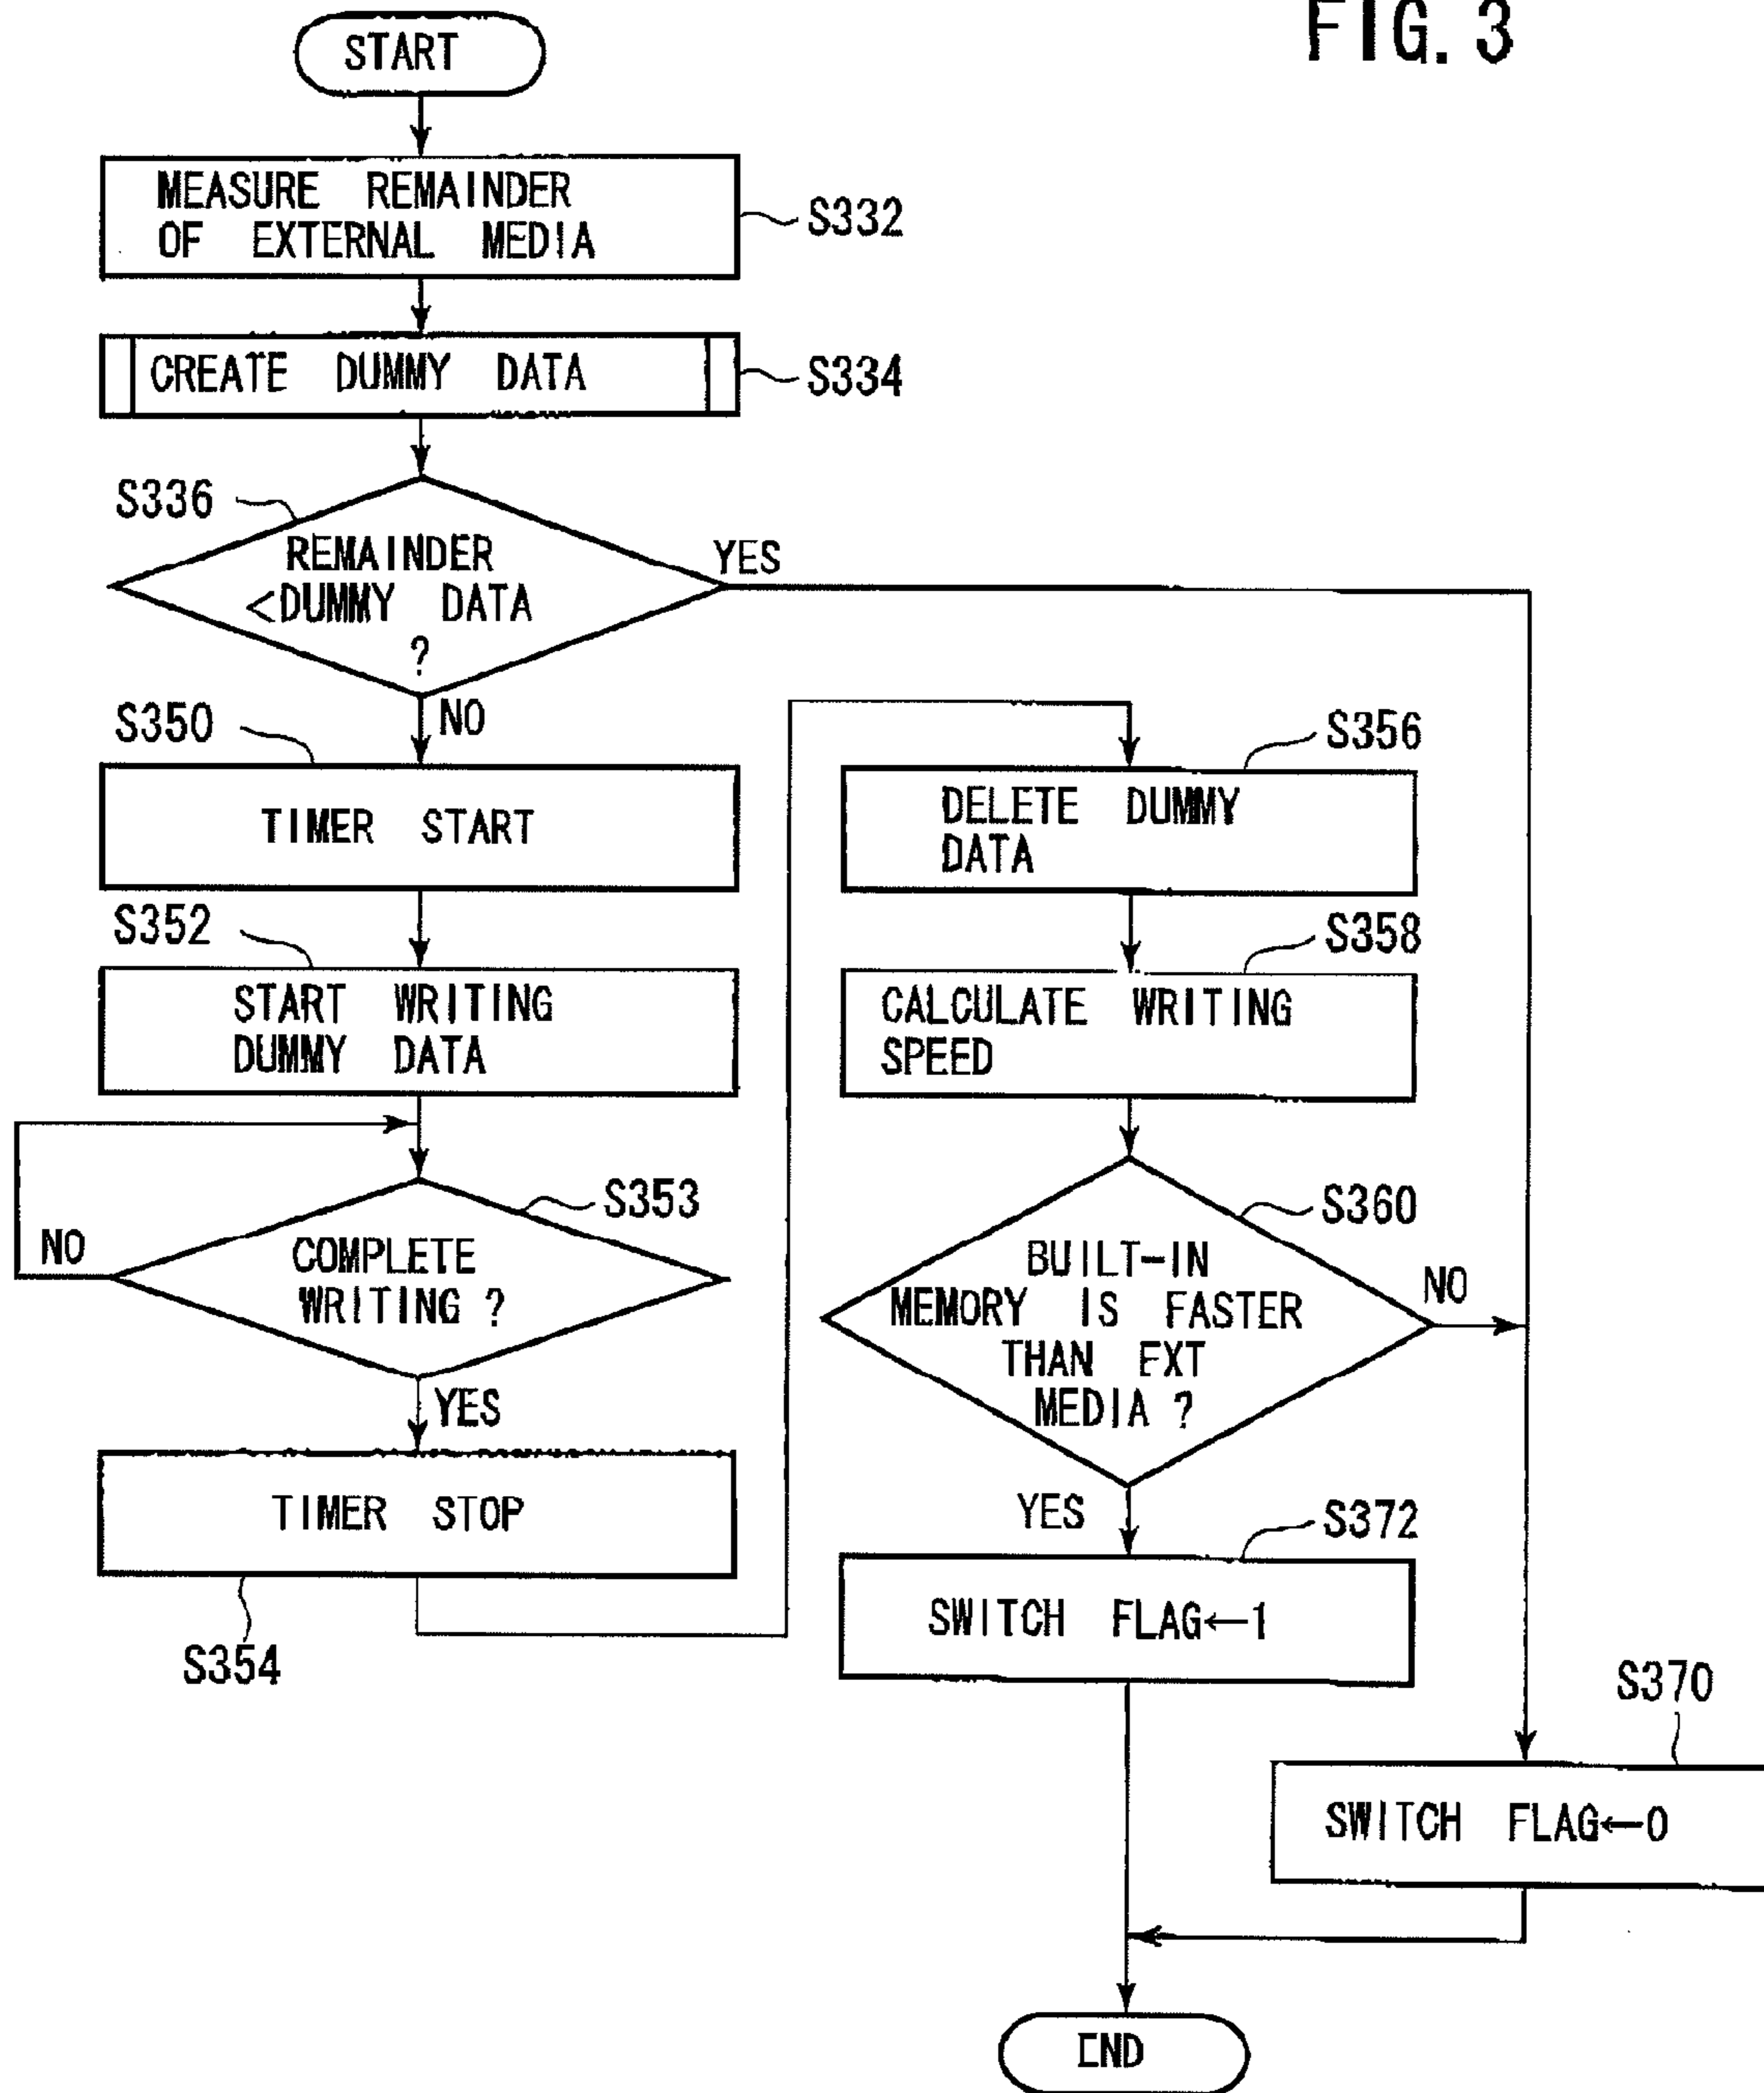 FIG. 3
START
MEASURE REMAINDER
OF EXTERNAL MEDIA
S332
CREATE DUMMY DATA
S334
S336
REMAINDER
<DUMMY DATA
?
YES
NO
S350
TIMER START
S352
START WRITING
DUMMY DATA
S353
COMPLETE
WRITING ?
NO
YES
TIMER STOP
S354
S356
DELETE DUMMY
DATA
S358
CALCULATE WRITING
SPEED
S360
BUILT-IN
MEMORY IS FASTER
THAN EXT
MEDIA ?
NO
YES
S372
SWITCH FLAG←1
S370
SWITCH FLAG←0
END